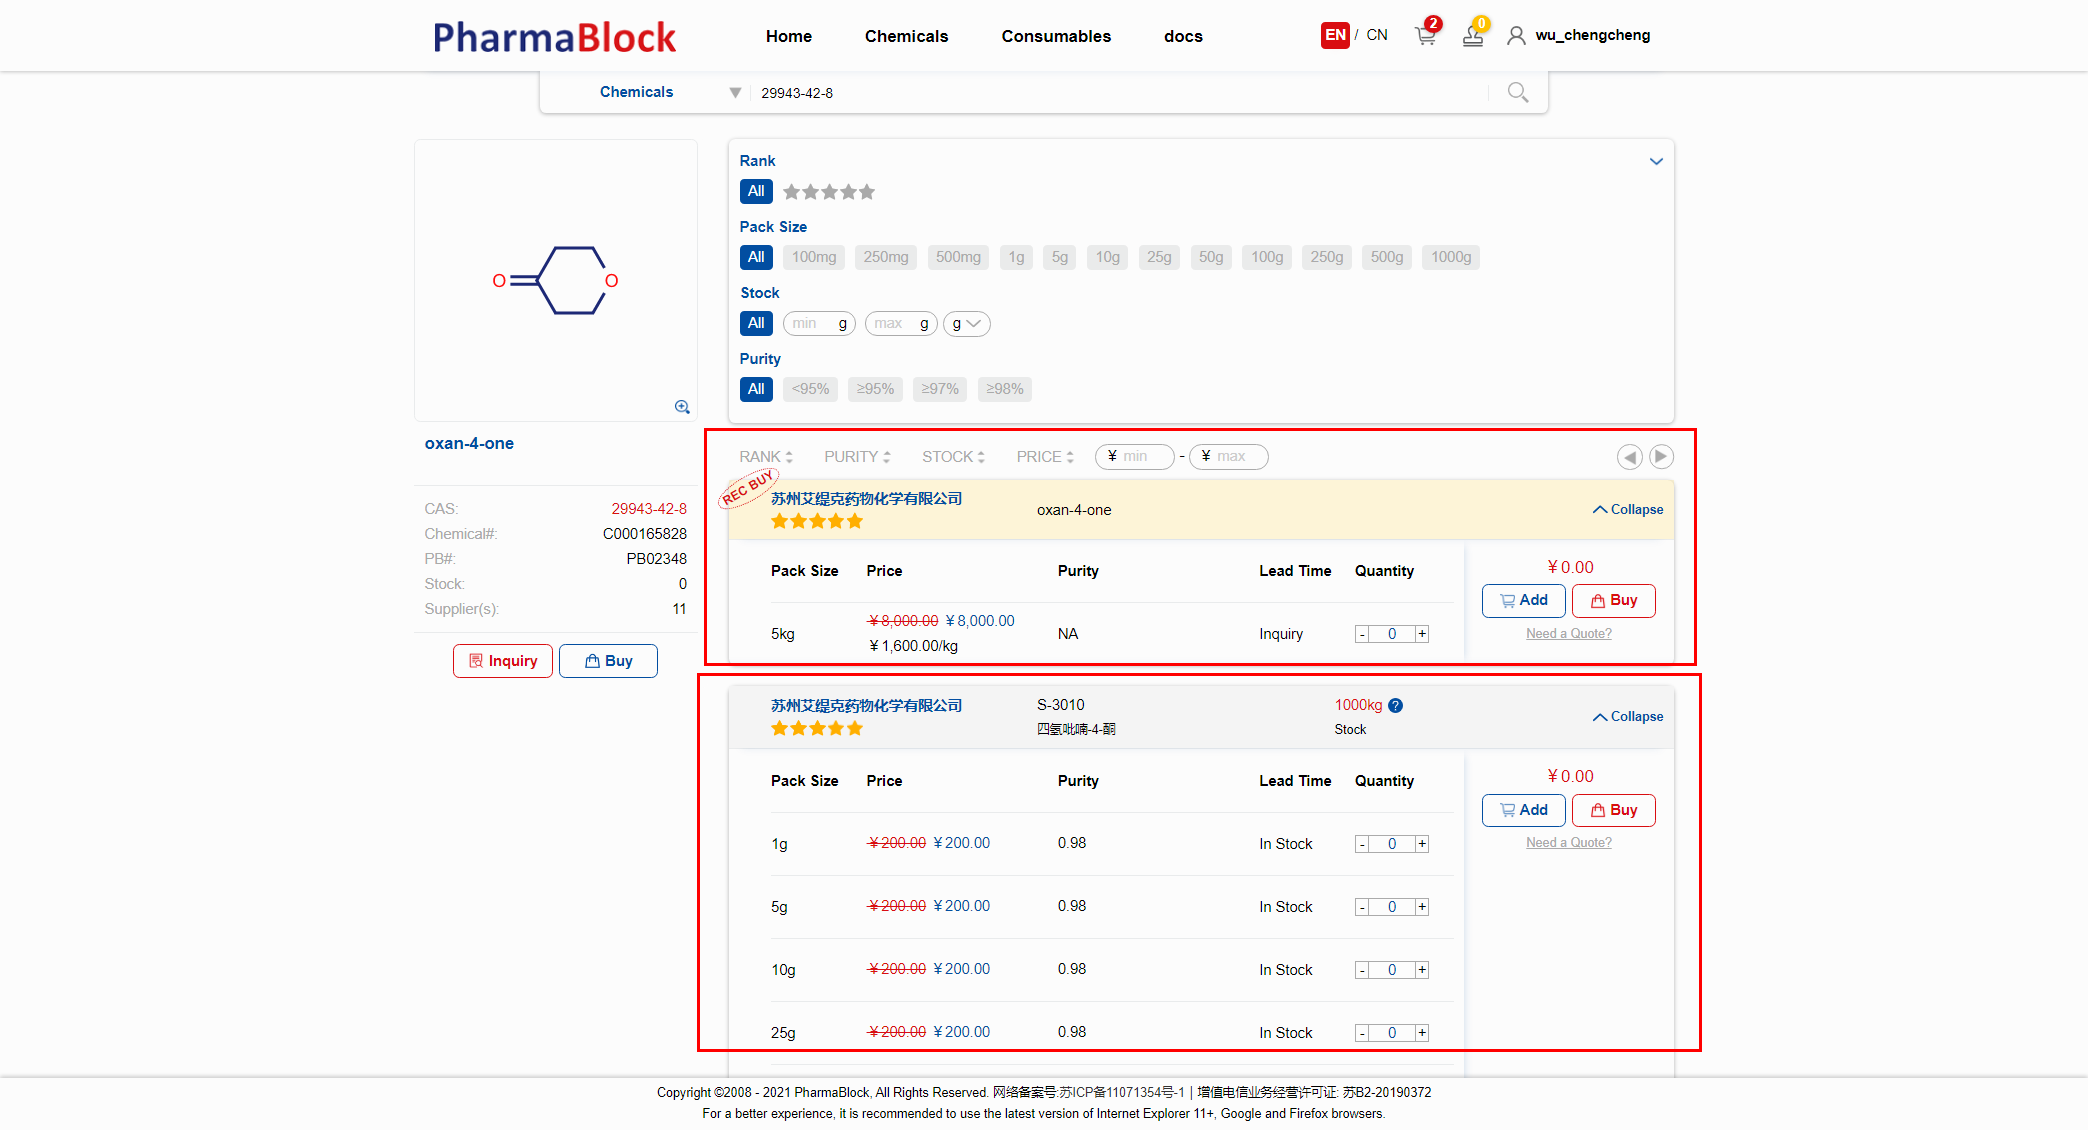 PharmaBlock
Home Chemicals Consumables docs
EN / CN 2 0 wu_chengcheng
Chemicals 29943-42-8
O O
oxan-4-one
CAS: 29943-42-8
Chemical#: C000165828
PB#: PB02348
Stock: 0
Supplier(s): 11
Inquiry Buy
Rank
All
Pack Size
All 100mg 250mg 500mg 1g 5g 10g 25g 50g 100g 250g 500g 1000g
Stock
All min g max g g
Purity
All <95% ≥95% ≥97% ≥98%
RANK PURITY STOCK PRICE ¥ min - ¥ max
REC BUY
苏州艾缇克药物化学有限公司 oxan-4-one Collapse
Pack Size Price Purity Lead Time Quantity
5kg ¥8,000.00 ¥8,000.00 NA Inquiry - 0 +
¥1,600.00/kg
¥0.00
Add Buy
Need a Quote?
苏州艾缇克药物化学有限公司 S-3010 1000kg ? Collapse
四氢吡喃-4-酮 Stock
Pack Size Price Purity Lead Time Quantity
1g ¥200.00 ¥200.00 0.98 In Stock - 0 +
5g ¥200.00 ¥200.00 0.98 In Stock - 0 +
10g ¥200.00 ¥200.00 0.98 In Stock - 0 +
25g ¥200.00 ¥200.00 0.98 In Stock - 0 +
¥0.00
Add Buy
Need a Quote?
Copyright ©2008 - 2021 PharmaBlock, All Rights Reserved. 网络备案号:苏ICP备11071354号-1 | 增值电信业务经营许可证: 苏B2-20190372
For a better experience, it is recommended to use the latest version of Internet Explorer 11+, Google and Firefox browsers.